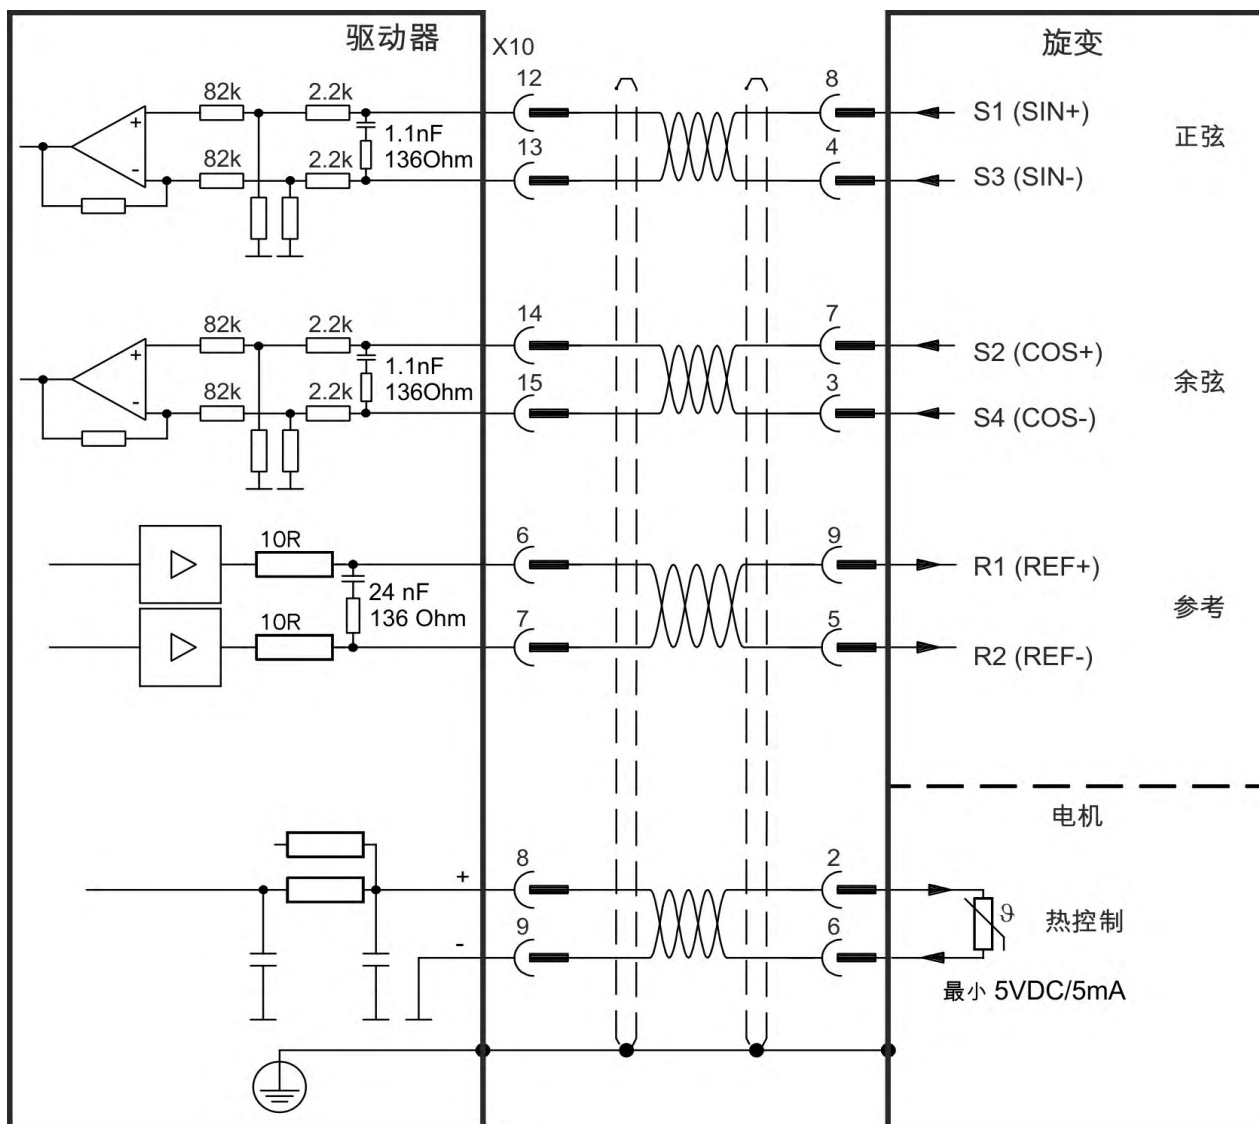 驱动器
X10
旋变
82k
2.2k
12
8
S1 (SIN+)
+
1.1nF
136Ohm
正弦
-
82k
2.2k
13
4
S3 (SIN-)
82k
2.2k
14
7
S2 (COS+)
+
1.1nF
136Ohm
余弦
-
82k
2.2k
15
3
S4 (COS-)
10R
6
9
R1 (REF+)
24 nF
136 Ohm
参考
10R
7
5
R2 (REF-)
电机
+
8
2
ϑ
热控制
-
9
6
最小 5VDC/5mA